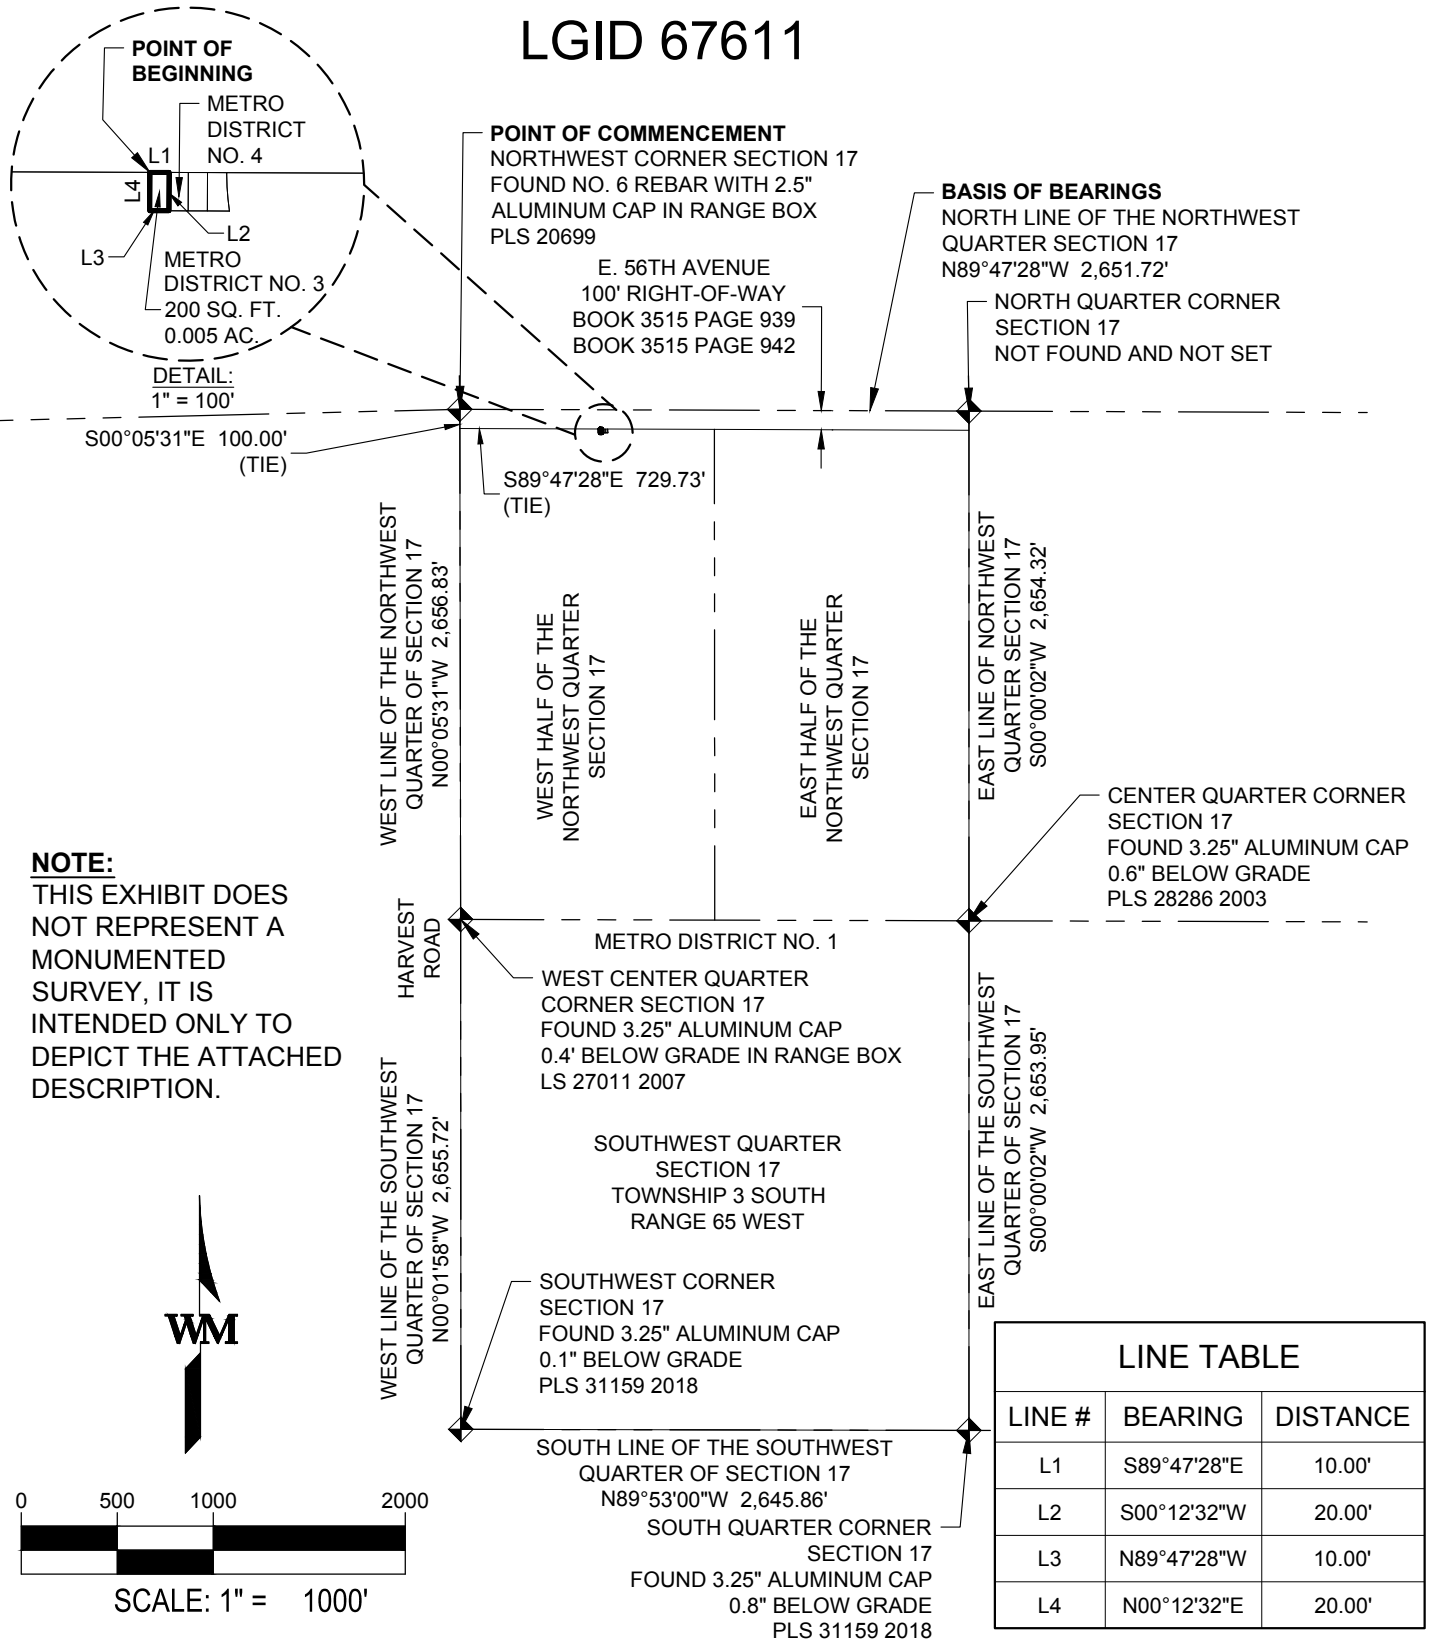 LGID 67611
POINT OF
BEGINNING
METRO
DISTRICT
NO. 4
L1
L4
L2
L3
METRO
DISTRICT NO. 3
200 SQ. FT.
0.005 AC.
DETAIL:
1" = 100'
POINT OF COMMENCEMENT
NORTHWEST CORNER SECTION 17
FOUND NO. 6 REBAR WITH 2.5"
ALUMINUM CAP IN RANGE BOX
PLS 20699
E. 56TH AVENUE
100' RIGHT-OF-WAY
BOOK 3515 PAGE 939
BOOK 3515 PAGE 942
BASIS OF BEARINGS
NORTH LINE OF THE NORTHWEST
QUARTER SECTION 17
N89°47'28"W 2,651.72'
NORTH QUARTER CORNER
SECTION 17
NOT FOUND AND NOT SET
S00°05'31"E 100.00'
(TIE)
S89°47'28"E 729.73'
(TIE)
WEST LINE OF THE NORTHWEST
QUARTER OF SECTION 17
N00°05'31"W 2,656.83'
WEST HALF OF THE
NORTHWEST QUARTER
SECTION 17
EAST HALF OF THE
NORTHWEST QUARTER
SECTION 17
EAST LINE OF NORTHWEST
QUARTER SECTION 17
S00°00'02"W 2,654.32'
CENTER QUARTER CORNER
SECTION 17
FOUND 3.25" ALUMINUM CAP
0.6" BELOW GRADE
PLS 28286 2003
NOTE:
THIS EXHIBIT DOES
NOT REPRESENT A
MONUMENTED
SURVEY, IT IS
INTENDED ONLY TO
DEPICT THE ATTACHED
DESCRIPTION.
HARVEST
ROAD
METRO DISTRICT NO. 1
WEST CENTER QUARTER
CORNER SECTION 17
FOUND 3.25" ALUMINUM CAP
0.4' BELOW GRADE IN RANGE BOX
LS 27011 2007
WEST LINE OF THE SOUTHWEST
QUARTER OF SECTION 17
N00°01'58"W 2,655.72'
SOUTHWEST QUARTER
SECTION 17
TOWNSHIP 3 SOUTH
RANGE 65 WEST
EAST LINE OF THE SOUTHWEST
QUARTER OF SECTION 17
S00°00'02"W 2,653.95'
SOUTHWEST CORNER
SECTION 17
FOUND 3.25" ALUMINUM CAP
0.1" BELOW GRADE
PLS 31159 2018
WM
SOUTH LINE OF THE SOUTHWEST
QUARTER OF SECTION 17
N89°53'00"W 2,645.86'
SOUTH QUARTER CORNER
SECTION 17
FOUND 3.25" ALUMINUM CAP
0.8" BELOW GRADE
PLS 31159 2018
0 500 1000 2000
SCALE: 1" = 1000'
LINE TABLE
LINE # BEARING DISTANCE
L1 S89°47'28"E 10.00'
L2 S00°12'32"W 20.00'
L3 N89°47'28"W 10.00'
L4 N00°12'32"E 20.00'